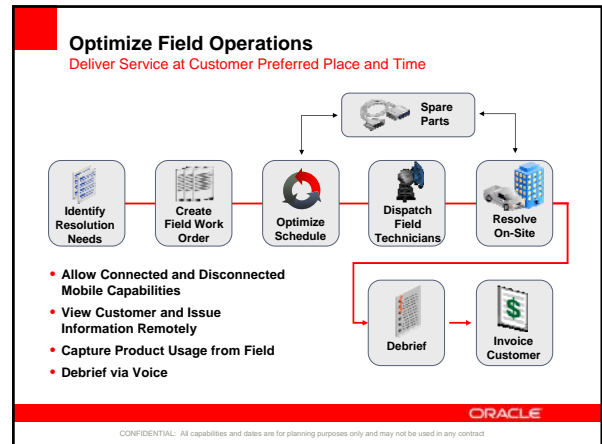 Optimize Field Operations
Deliver Service at Customer Preferred Place and Time
Spare
Parts
Identify
Resolution
Needs
Create
Field Work
Order
Optimize
Schedule
Dispatch
Field
Technicians
Resolve
On-Site
• Allow Connected and Disconnected
Mobile Capabilities
• View Customer and Issue
Information Remotely
• Capture Product Usage from Field
• Debrief via Voice
Debrief
$
Invoice
Customer
ORACLE
CONFIDENTIAL: All capabilities and dates are for planning purposes only and may not be used in any contract